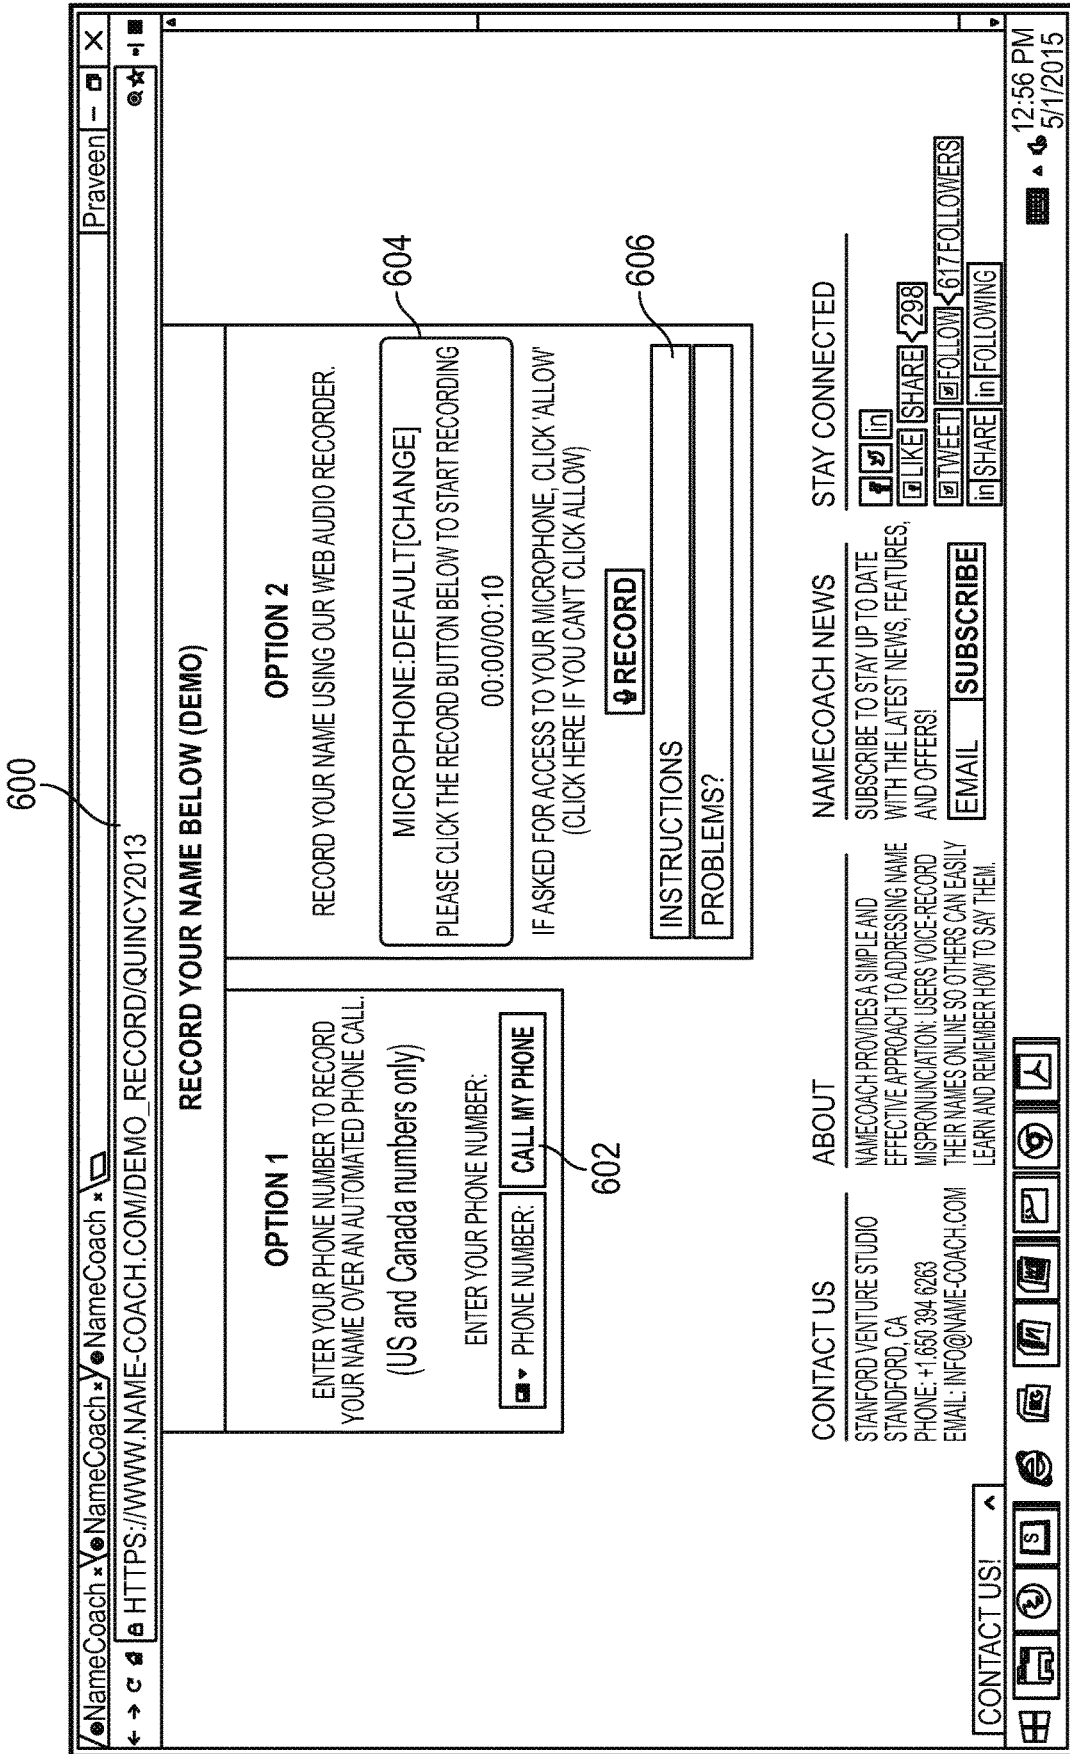 600
NameCoach × NameCoach × NameCoach ×
Praveen
HTTPS://WWW.NAME-COACH.COM/DEMO_RECORD/QUINCY2013
RECORD YOUR NAME BELOW (DEMO)
OPTION 1
ENTER YOUR PHONE NUMBER TO RECORD
YOUR NAME OVER AN AUTOMATED PHONE CALL.
(US and Canada numbers only)
ENTER YOUR PHONE NUMBER:
PHONE NUMBER: CALL MY PHONE
602
OPTION 2
RECORD YOUR NAME USING OUR WEB AUDIO RECORDER.
604
MICROPHONE:DEFAULT[CHANGE]
PLEASE CLICK THE RECORD BUTTON BELOW TO START RECORDING
00:00/00:10
IF ASKED FOR ACCESS TO YOUR MICROPHONE, CLICK 'ALLOW'
(CLICK HERE IF YOU CAN'T CLICK ALLOW)
RECORD
606
INSTRUCTIONS
PROBLEMS?
CONTACT US
STANFORD VENTURE STUDIO
STANDFORD, CA
PHONE: +1.650 394 6263
EMAIL: INFO@NAME-COACH.COM
ABOUT
NAMECOACH PROVIDES A SIMPLE AND
EFFECTIVE APPROACH TO ADDRESSING NAME
MISPRONUNCIATION: USERS VOICE-RECORD
THEIR NAMES ONLINE SO OTHERS CAN EASILY
LEARN AND REMEMBER HOW TO SAY THEM.
NAMECOACH NEWS
SUBSCRIBE TO STAY UP TO DATE
WITH THE LATEST NEWS, FEATURES,
AND OFFERS!
EMAL SUBSCRIBE
STAY CONNECTED
f in
f LIKE SHARE 298
TWEET FOLLOW 617 FOLLOWERS
in SHARE in FOLLOWING
CONTACT US!
S
12:56 PM
5/1/2015